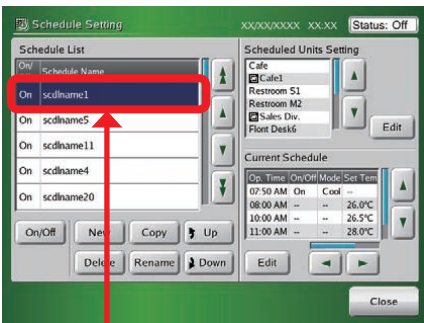 Schedule Setting XX/XX/XXXX XX:XX Status: Off
Schedule List
On/ Schedule Name
On scdlname1
On scdlname5
On scdlname11
On scdlname4
On scdlname20
On/Off New Copy Up
Delete Rename Down
Scheduled Units Setting
Cafe
Cafe1
Restroom S1
Restroom M2
Sales Div.
Flont Desk6
Edit
Current Schedule
Op. Time On/Off Mode Set Tem
07:50 AM On Cool --
08:00 AM -- -- 26.0°C
10:00 AM -- -- 26.5°C
11:00 AM -- -- 28.0°C
Edit
Close